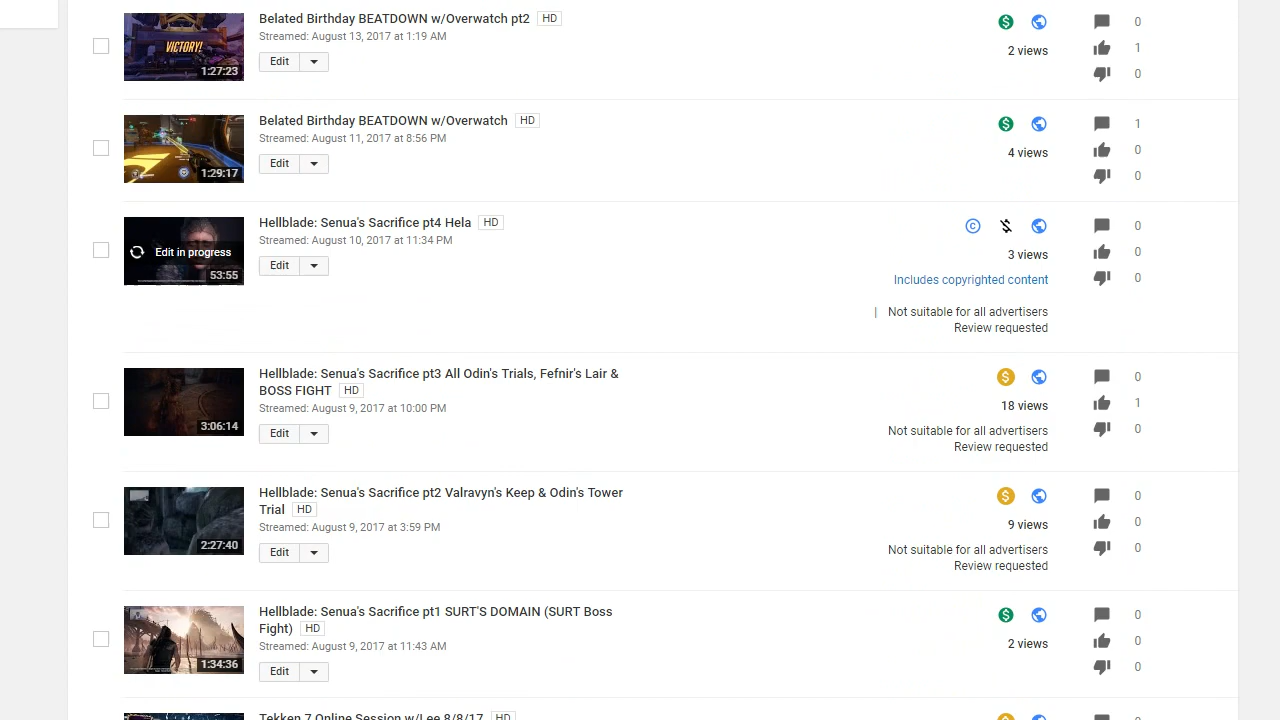 Belated Birthday BEATDOWN w/Overwatch pt2 HD
Streamed: August 13, 2017 at 1:19 AM
Edit
VICTORY!
1:27:23
2 views
0
1
0
Belated Birthday BEATDOWN w/Overwatch HD
Streamed: August 11, 2017 at 8:56 PM
Edit
1:29:17
4 views
1
0
0
Hellblade: Senua's Sacrifice pt4 Hela HD
Streamed: August 10, 2017 at 11:34 PM
Edit
Edit in progress
53:55
3 views
Includes copyrighted content
| Not suitable for all advertisers
Review requested
0
0
0
Hellblade: Senua's Sacrifice pt3 All Odin's Trials, Fefnir's Lair &
BOSS FIGHT HD
Streamed: August 9, 2017 at 10:00 PM
Edit
3:06:14
18 views
Not suitable for all advertisers
Review requested
0
1
0
Hellblade: Senua's Sacrifice pt2 Valravyn's Keep & Odin's Tower
Trial HD
Streamed: August 9, 2017 at 3:59 PM
Edit
2:27:40
9 views
Not suitable for all advertisers
Review requested
0
0
0
Hellblade: Senua's Sacrifice pt1 SURT'S DOMAIN (SURT Boss
Fight) HD
Streamed: August 9, 2017 at 11:43 AM
Edit
1:34:36
2 views
0
0
0
Tekken 7 Online Session w/Lee 8/8/17 HD
0